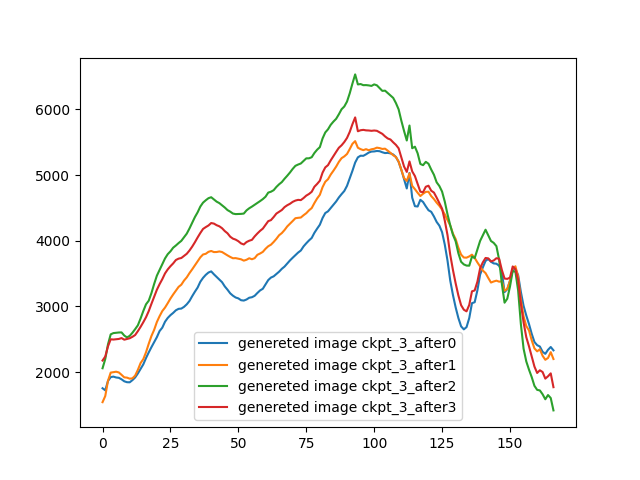 6000
5000
4000
3000
2000
genereted image ckpt_3_after0
genereted image ckpt_3_after1
genereted image ckpt_3_after2
genereted image ckpt_3_after3
0 25 50 75 100 125 150